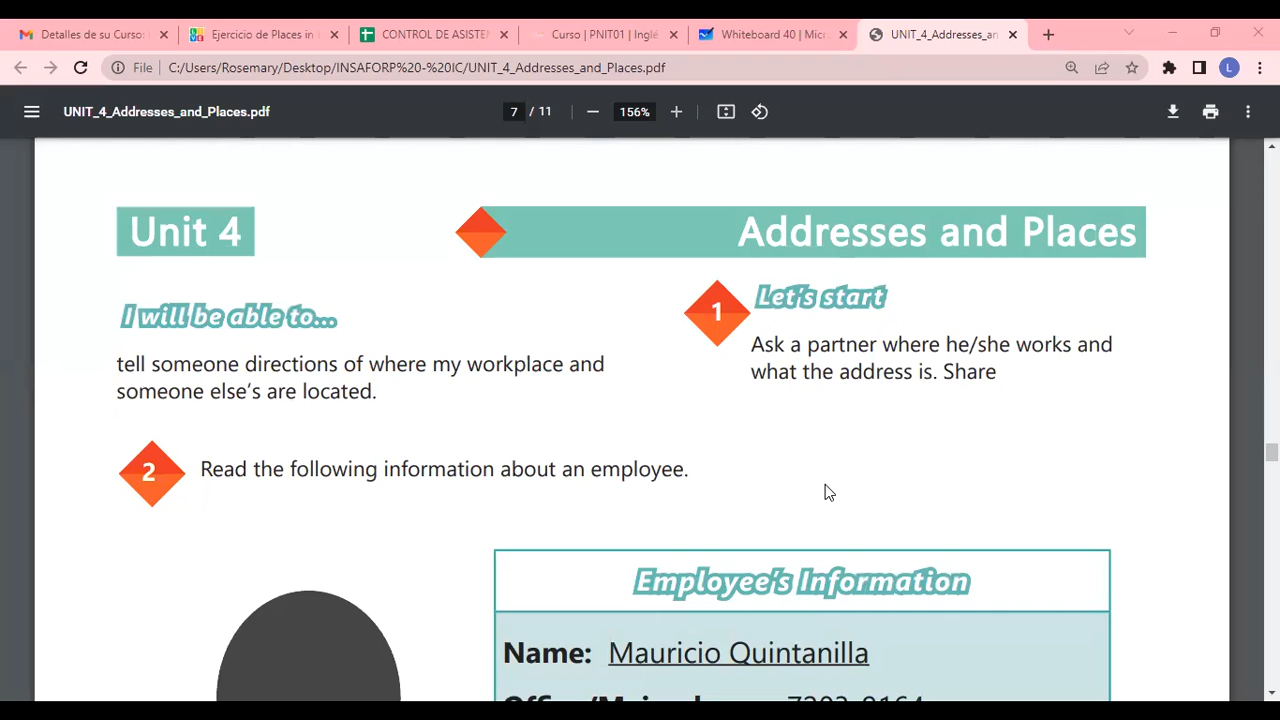 Detalles de su Curso:
Ejercicio de Places in
CONTROL DE ASISTEN
Curso | PNIT01 | Inglé
Whiteboard 40 | Micr
UNIT_4_Addresses_an
File
C:/Users/Rosemary/Desktop/INSAFORP%20-%20IC/UNIT_4_Addresses_and_Places.pdf
L
UNIT_4_Addresses_and_Places.pdf
7 / 11
156%
Unit 4
Addresses and Places
I will be able to...
tell someone directions of where my workplace and
someone else's are located.
1
Let's start
Ask a partner where he/she works and
what the address is. Share
2
Read the following information about an employee.
Employee's Information
Name: Mauricio Quintanilla